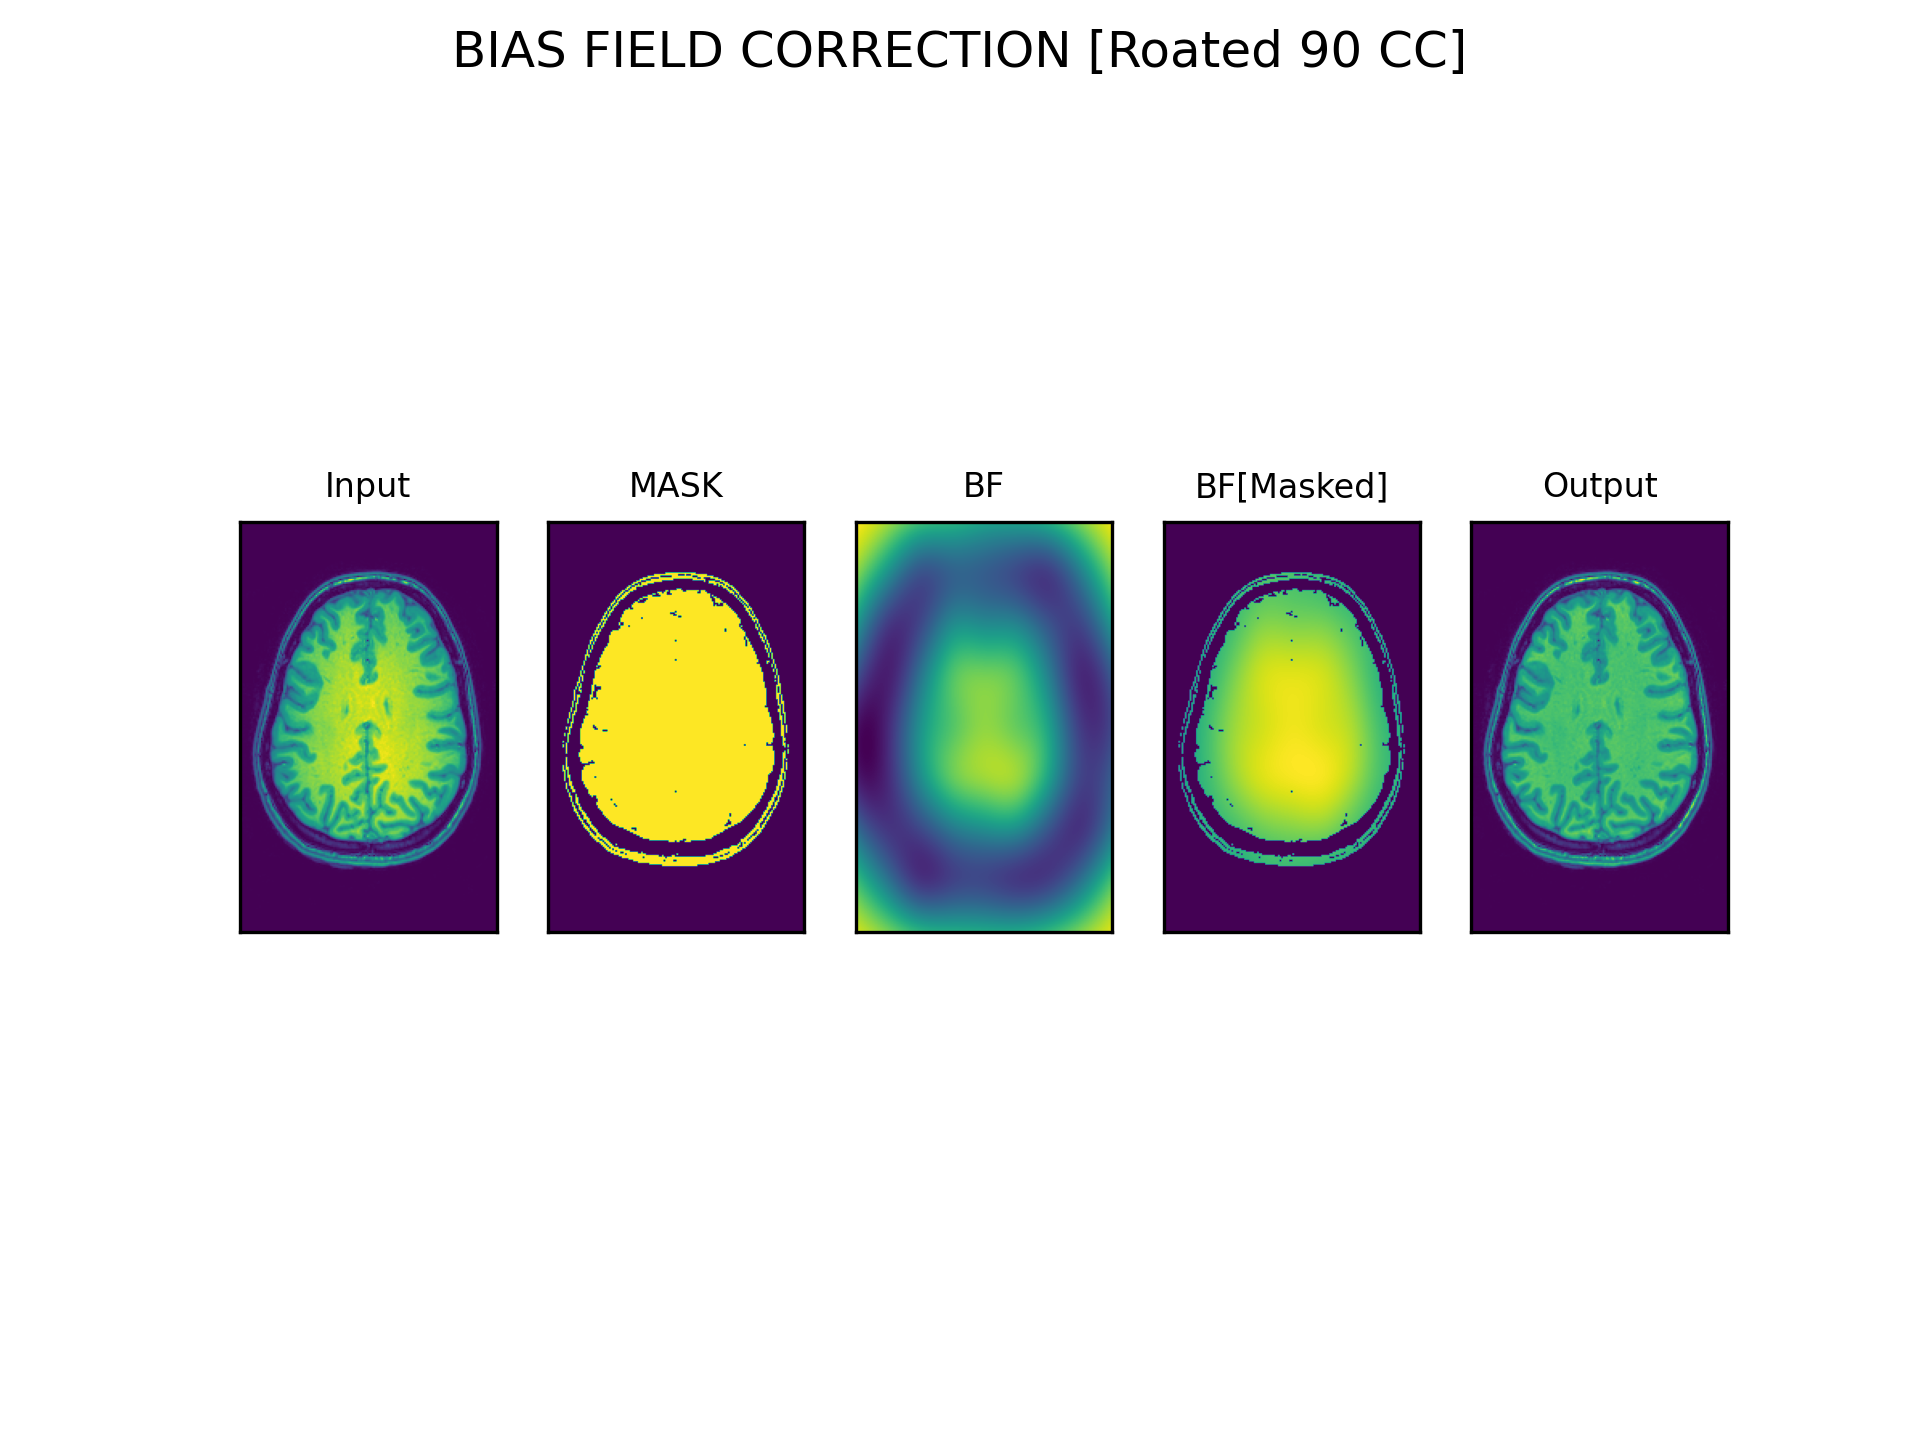 BIAS FIELD CORRECTION [Roated 90 CC]
Input
MASK
BF
BF[Masked]
Output